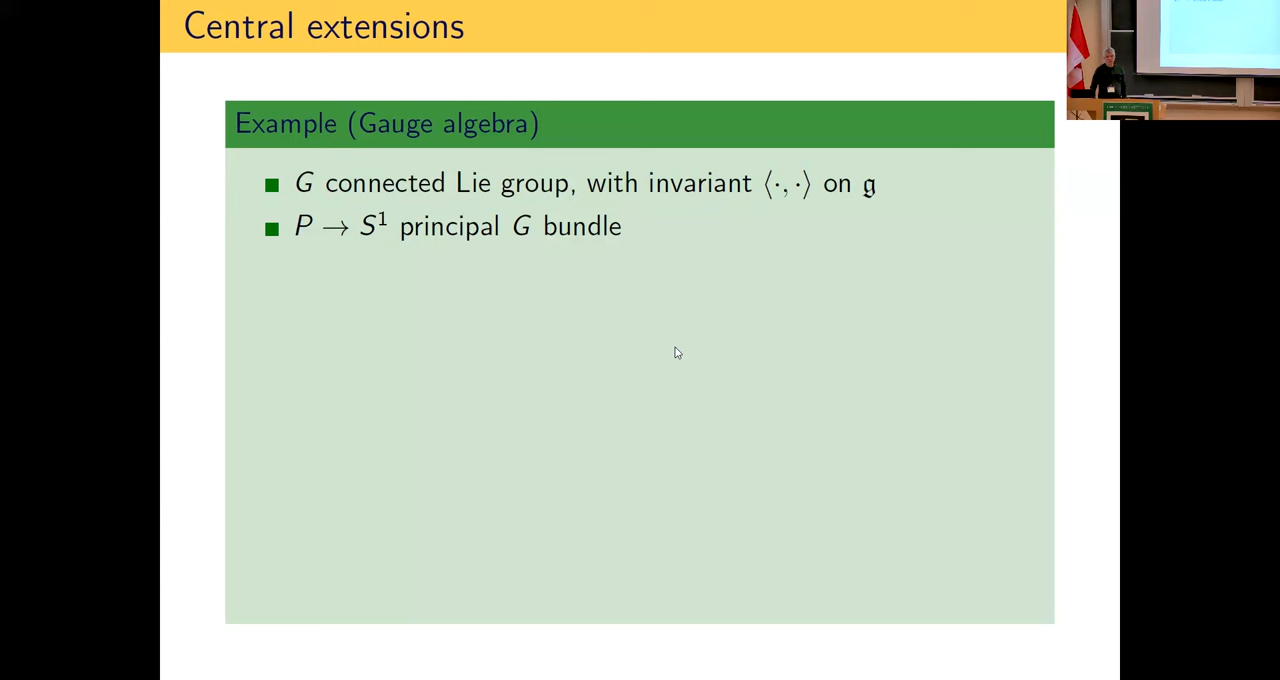 Central extensions
Example (Gauge algebra)
G connected Lie group, with invariant ⟨·, ·⟩ on 𝔤
P → S¹ principal G bundle